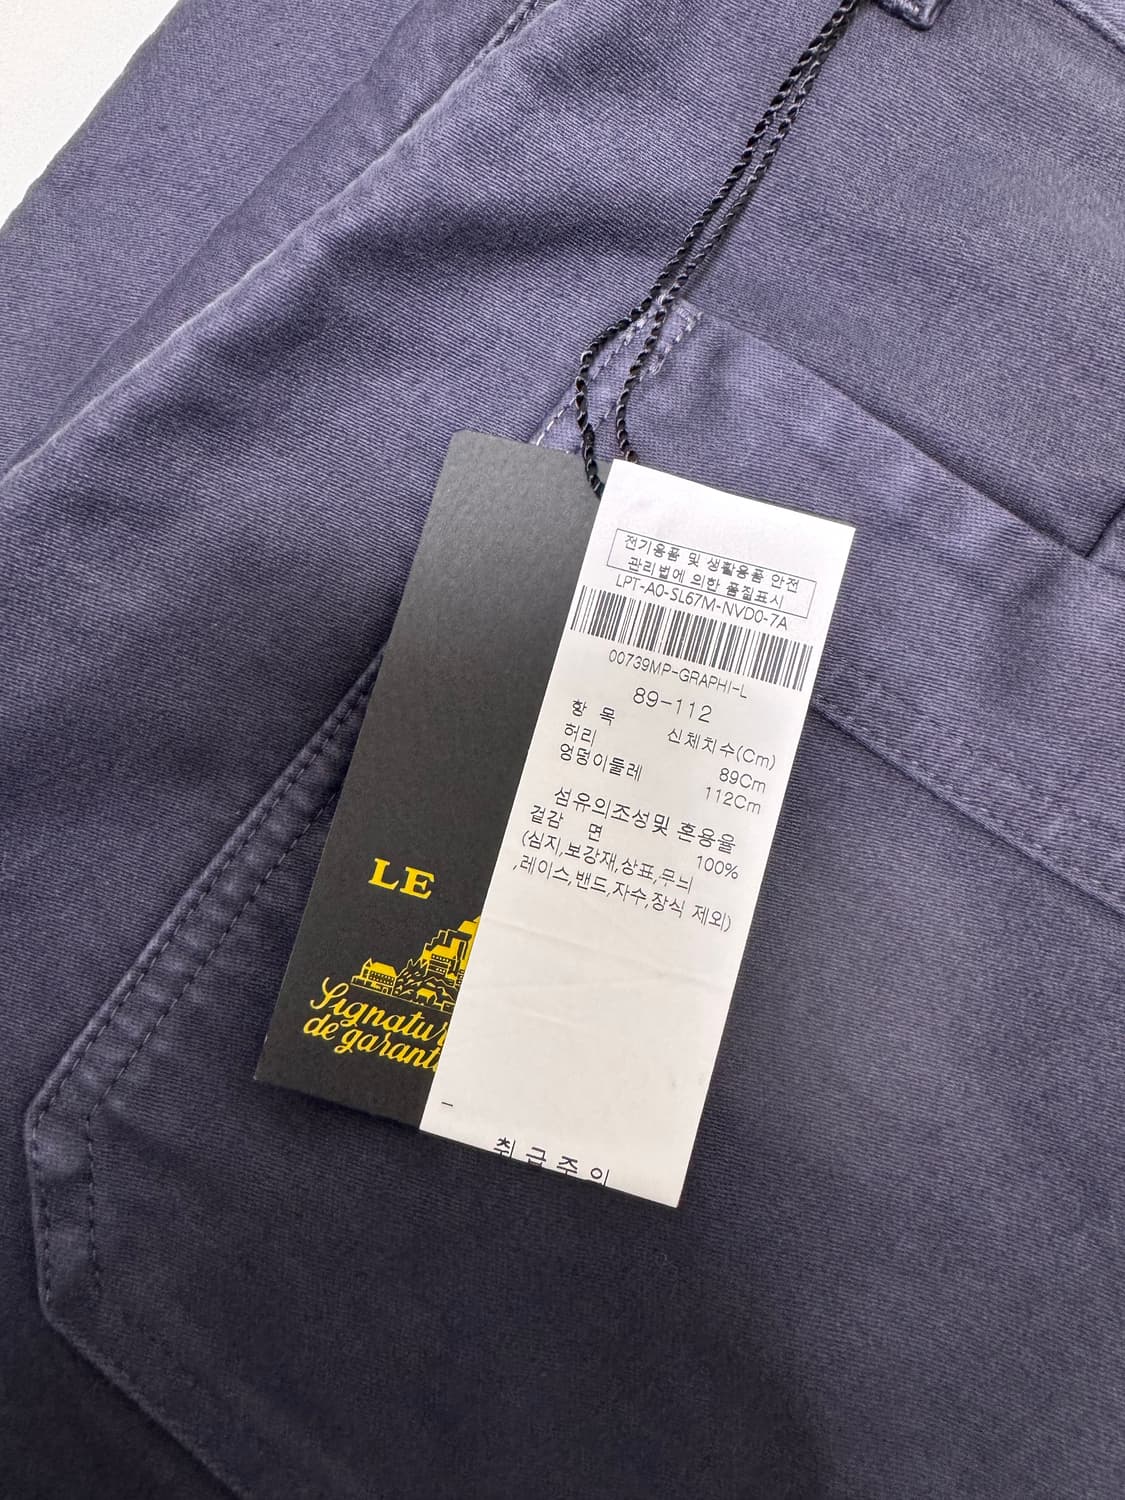 전기용품 및 생활용품 안전
관리법에 의한 품질표시
LPT-A0-SL67M-NVD0-7A
00739MP-GRAPHI-L
89-112
항 목 신체치수(Cm)
허리 89Cm
엉덩이둘레 112Cm
섬유의조성및 혼용율
겉감 면 100%
(심지,보강재,상표,무늬
,레이스,밴드,자수,장식 제외)
취급주이
LE
Signatur
de garant